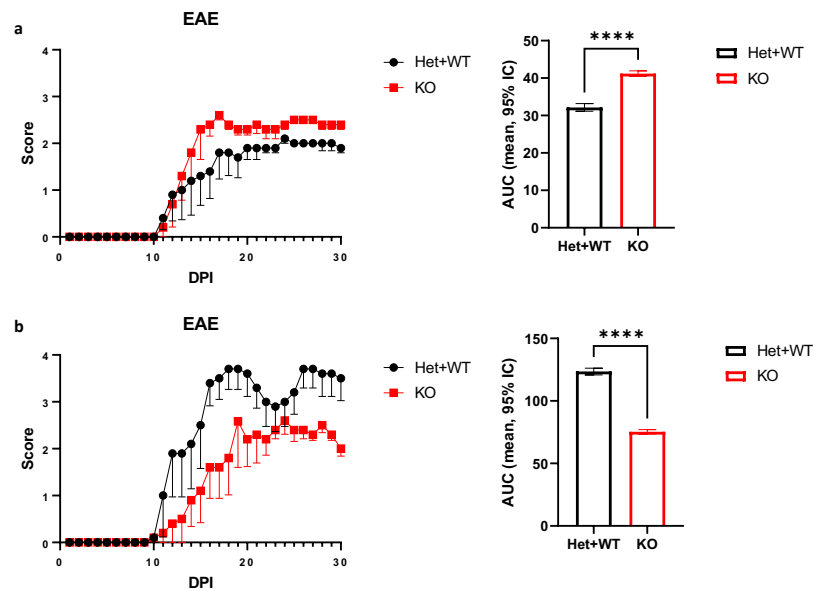 a
EAE
4
3
2
1
0
0
10
20
30
Score
DPI
Het+WT
KO
****
50
40
30
20
10
0
AUC (mean, 95% IC)
Het+WT
KO
Het+WT
KO
b
EAE
4
3
2
1
0
0
10
20
30
Score
DPI
Het+WT
KO
****
150
100
50
0
AUC (mean, 95% IC)
Het+WT
KO
Het+WT
KO